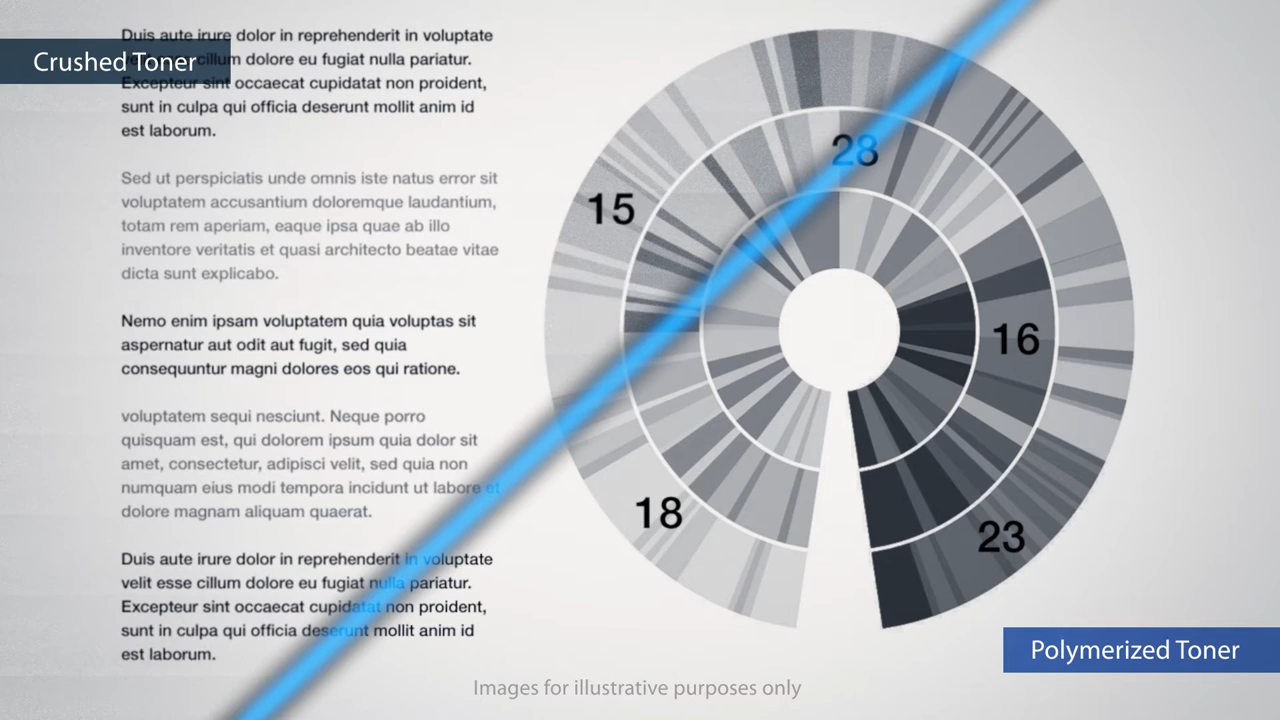 Duis aute irure dolor in reprehenderit in voluptate
Crushed Toner
velit esse cillum dolore eu fugiat nulla pariatur.
Excepteur sint occaecat cupidatat non proident,
sunt in culpa qui officia deserunt mollit anim id
est laborum.
Sed ut perspiciatis unde omnis iste natus error sit
voluptatem accusantium doloremque laudantium,
totam rem aperiam, eaque ipsa quae ab illo
inventore veritatis et quasi architecto beatae vitae
dicta sunt explicabo.
Nemo enim ipsam voluptatem quia voluptas sit
aspernatur aut odit aut fugit, sed quia
consequuntur magni dolores eos qui ratione.
voluptatem sequi nesciunt. Neque porro
quisquam est, qui dolorem ipsum quia dolor sit
amet, consectetur, adipisci velit, sed quia non
numquam eius modi tempora incidunt ut labore et
dolore magnam aliquam quaerat.
Duis aute irure dolor in reprehenderit in voluptate
velit esse cillum dolore eu fugiat nulla pariatur.
Excepteur sint occaecat cupidatat non proident,
sunt in culpa qui officia deserunt mollit anim id
est laborum.
28
15
16
18
23
Polymerized Toner
Images for illustrative purposes only